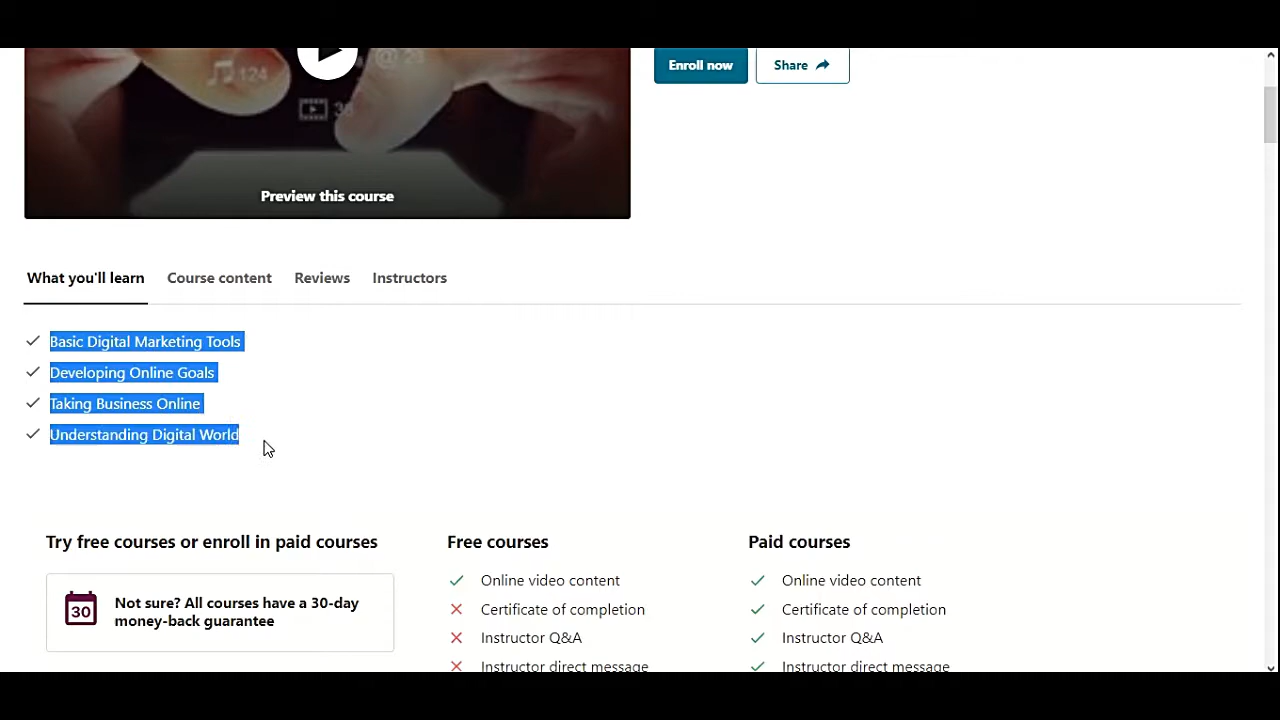 124
@ 23
36
Enroll now
Share
Preview this course
What you'll learn
Course content
Reviews
Instructors
Basic Digital Marketing Tools
Developing Online Goals
Taking Business Online
Understanding Digital World
Try free courses or enroll in paid courses
30
Not sure? All courses have a 30-day
money-back guarantee
Free courses
Online video content
Certificate of completion
Instructor Q&A
Instructor direct message
Paid courses
Online video content
Certificate of completion
Instructor Q&A
Instructor direct message